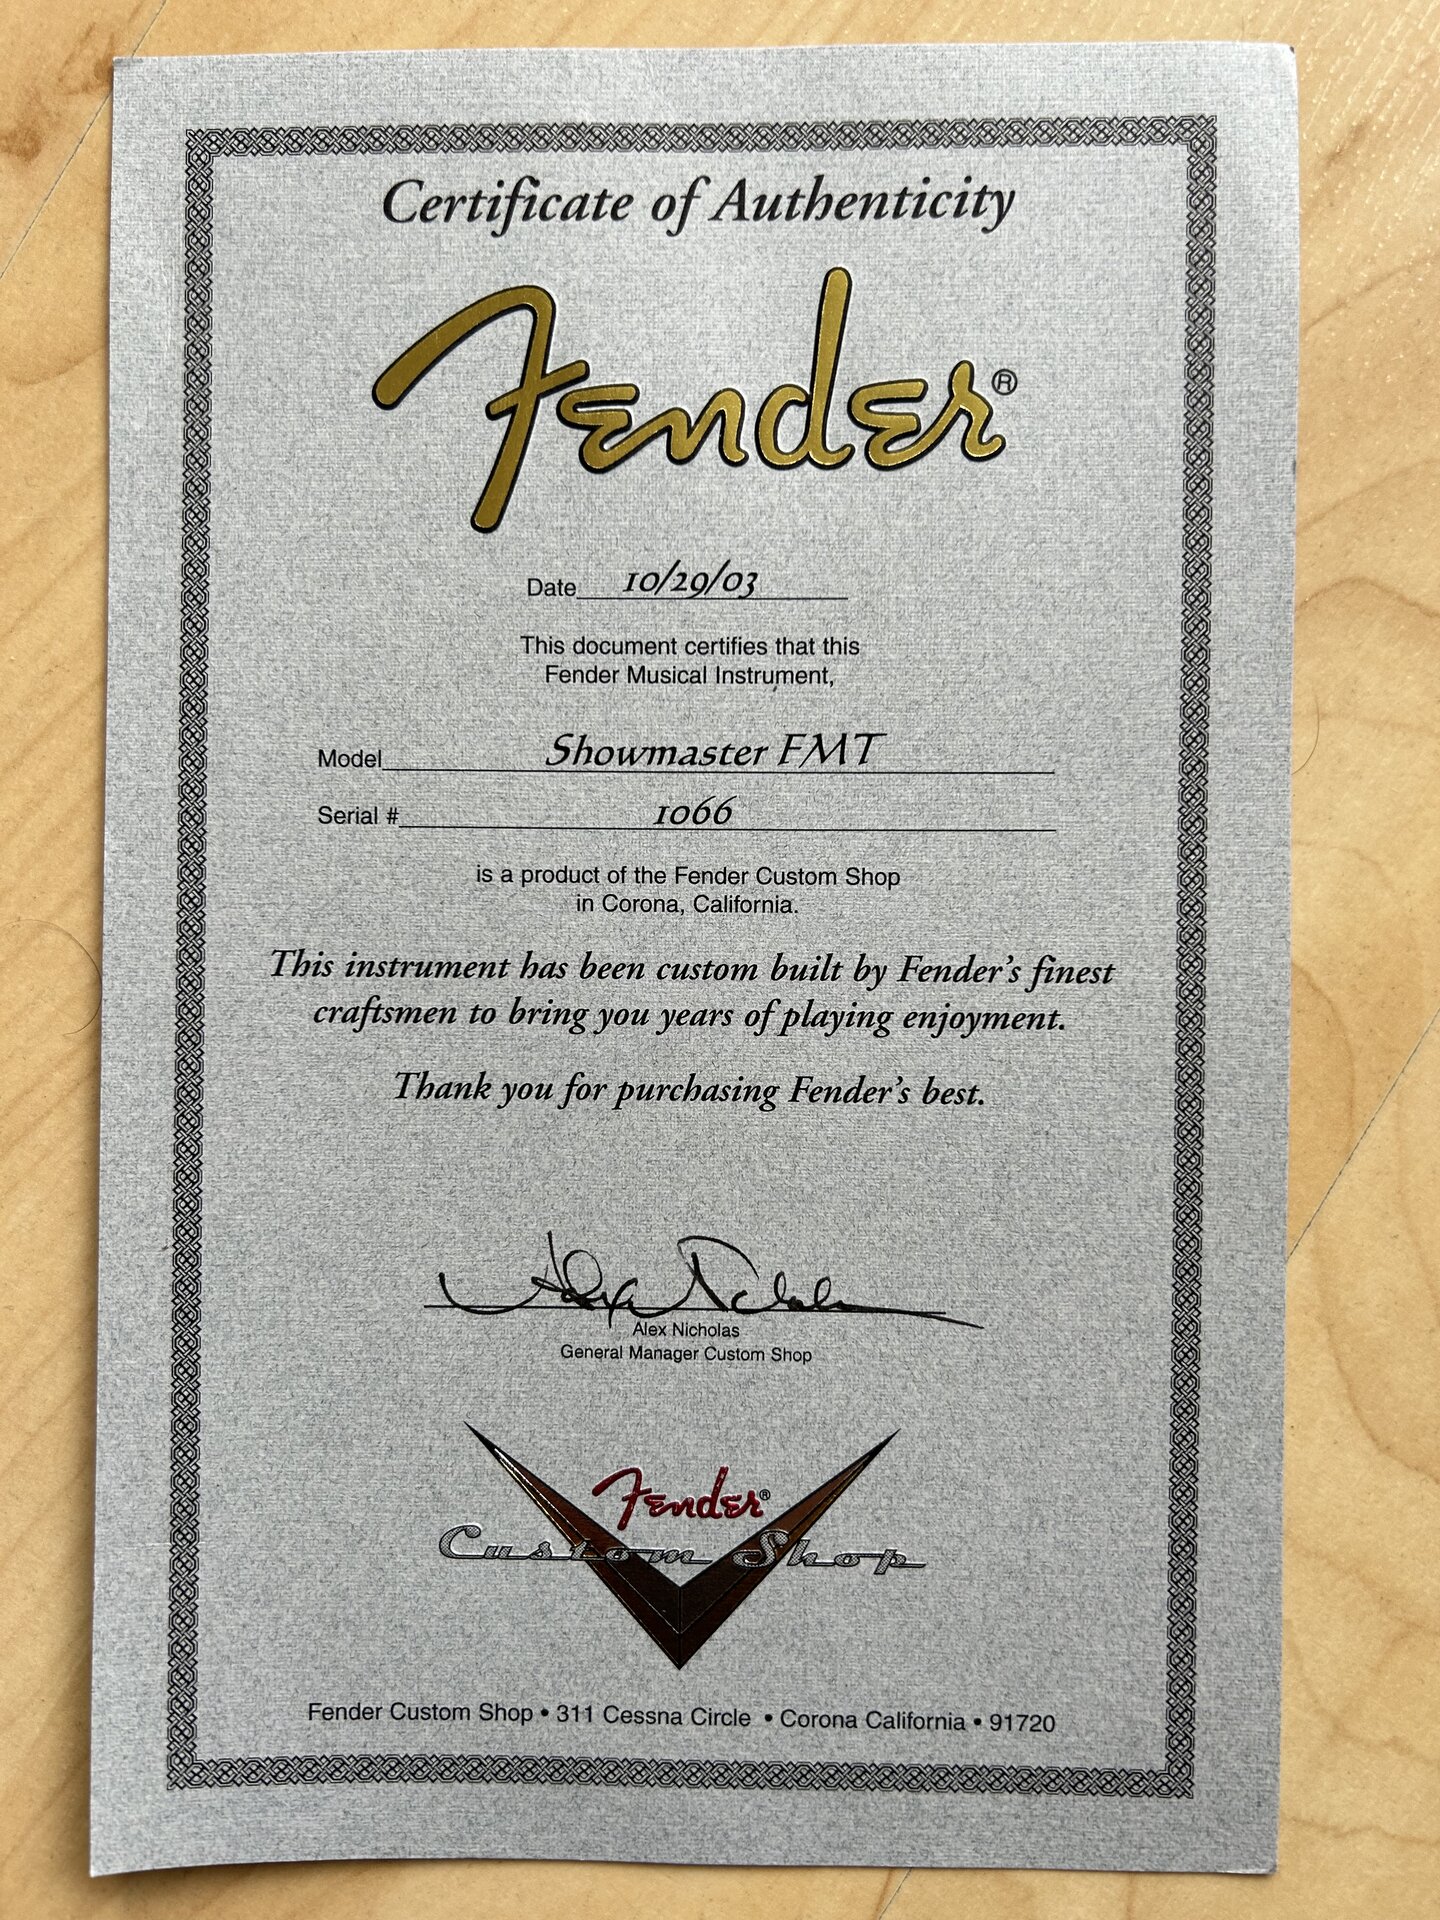 Certificate of Authenticity
Fender®
Date 10/29/03
This document certifies that this
Fender Musical Instrument,
Model Showmaster FMT
Serial # 1066
is a product of the Fender Custom Shop
in Corona, California.
This instrument has been custom built by Fender's finest
craftsmen to bring you years of playing enjoyment.
Thank you for purchasing Fender's best.
Alex Nicholas
Alex Nicholas
General Manager Custom Shop
Fender®
Custom Shop
Fender Custom Shop • 311 Cessna Circle • Corona California • 91720